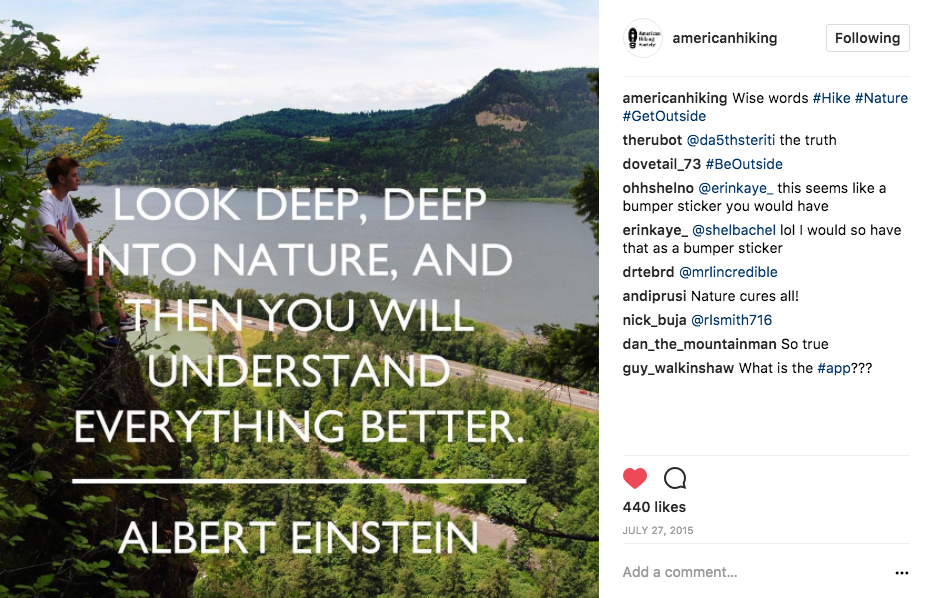 LOOK DEEP, DEEP
INTO NATURE, AND
THEN YOU WILL
UNDERSTAND
EVERYTHING BETTER.
ALBERT EINSTEIN
American
Hiking
Society
americanhiking
Following
americanhiking Wise words #Hike #Nature
#GetOutside
therubot @da5thsteriti the truth
dovetail_73 #BeOutside
ohhshelno @erinkaye_ this seems like a
bumper sticker you would have
erinkaye_ @shelbachel lol I would so have
that as a bumper sticker
drtebrd @mrlincredible
andiprusi Nature cures all!
nick_buja @rlsmith716
dan_the_mountainman So true
guy_walkinshaw What is the #app???
440 likes
JULY 27, 2015
Add a comment...